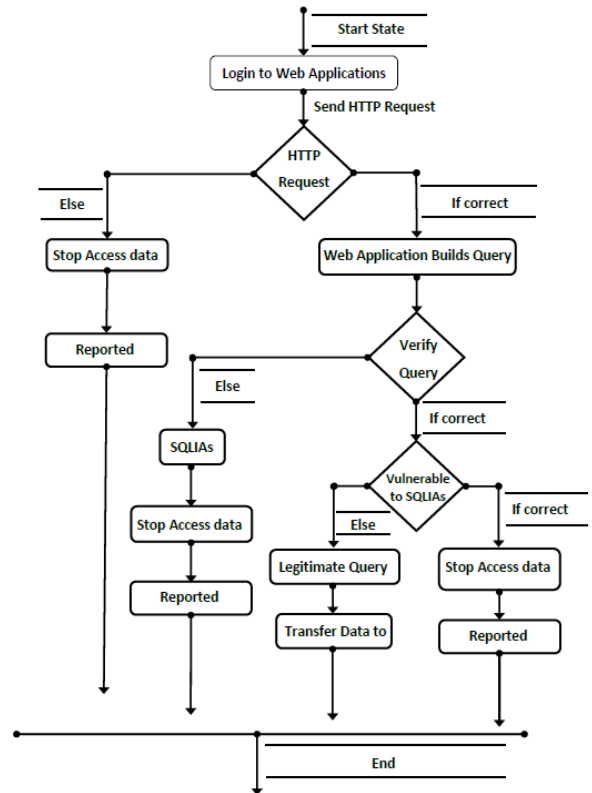 Start State
Login to Web Applications
Send HTTP Request
HTTP
Request
Else
If correct
Stop Access data
Web Application Builds Query
Reported
Verify
Query
Else
If correct
SQLIAs
Vulnerable
to SQLIAs
Else
If correct
Stop Access data
Legitimate Query
Stop Access data
Reported
Transfer Data to
Reported
End